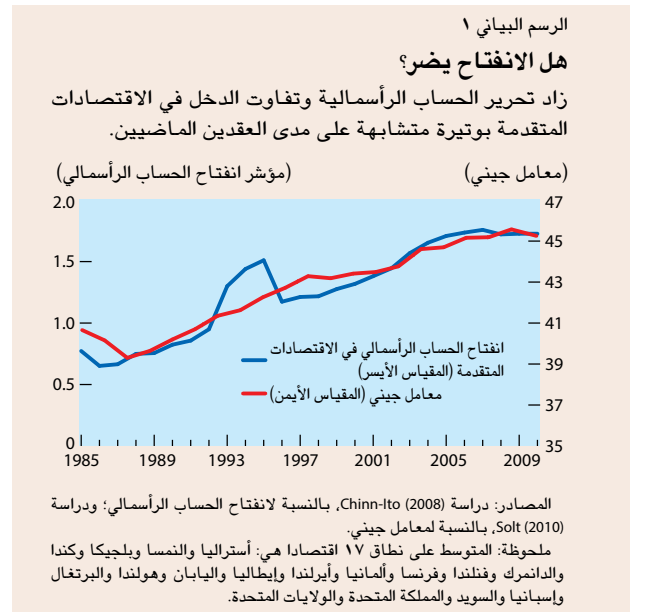 الرسم البياني ١
هل الانفتاح يضر؟
زاد تحرير الحساب الرأسمالية وتفاوت الدخل في الاقتصادات
المتقدمة بوتيرة متشابهة على مدى العقدين الماضيين.
(معامل جيني) (مؤشر انفتاح الحساب الرأسمالي)
2.0 47
45
1.5 43
1.0 41
انفتاح الحساب الرأسمالي في الاقتصادات
المتقدمة (المقياس الأيسر)
39
0.5
معامل جيني (المقياس الأيمن)
37
0 35
1985 1989 1993 1997 2001 2005 2009
المصادر: دراسة Chinn-Ito (2008)، بالنسبة لانفتاح الحساب الرأسمالي؛ ودراسة
Solt (2010)، بالنسبة لمعامل جيني.
ملحوظة: المتوسط على نطاق ١٧ اقتصادا هي: أستراليا والنمسا وبلجيكا وكندا
والدانمرك وفنلندا وفرنسا وألمانيا وأيرلندا وإيطاليا واليابان وهولندا والبرتغال
وإسبانيا والسويد والمملكة المتحدة والولايات المتحدة.